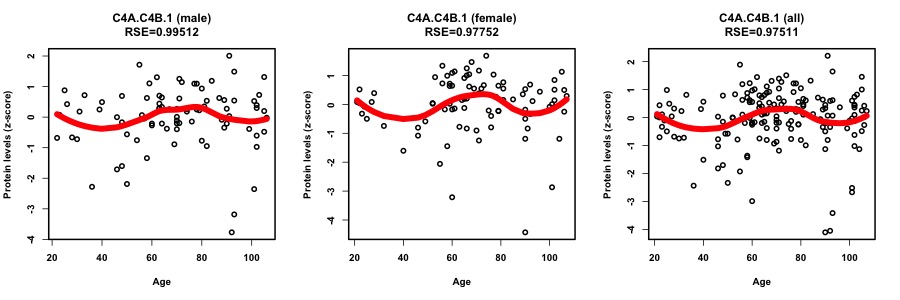 C4A.C4B.1 (male)
RSE=0.99512
Protein levels (z-score)
2
1
0
-1
-2
-3
-4
20 40 60 80 100
Age
C4A.C4B.1 (female)
RSE=0.97752
Protein levels (z-score)
1
0
-1
-2
-3
-4
20 40 60 80 100
Age
C4A.C4B.1 (all)
RSE=0.97511
Protein levels (z-score)
2
1
0
-1
-2
-3
-4
20 40 60 80 100
Age